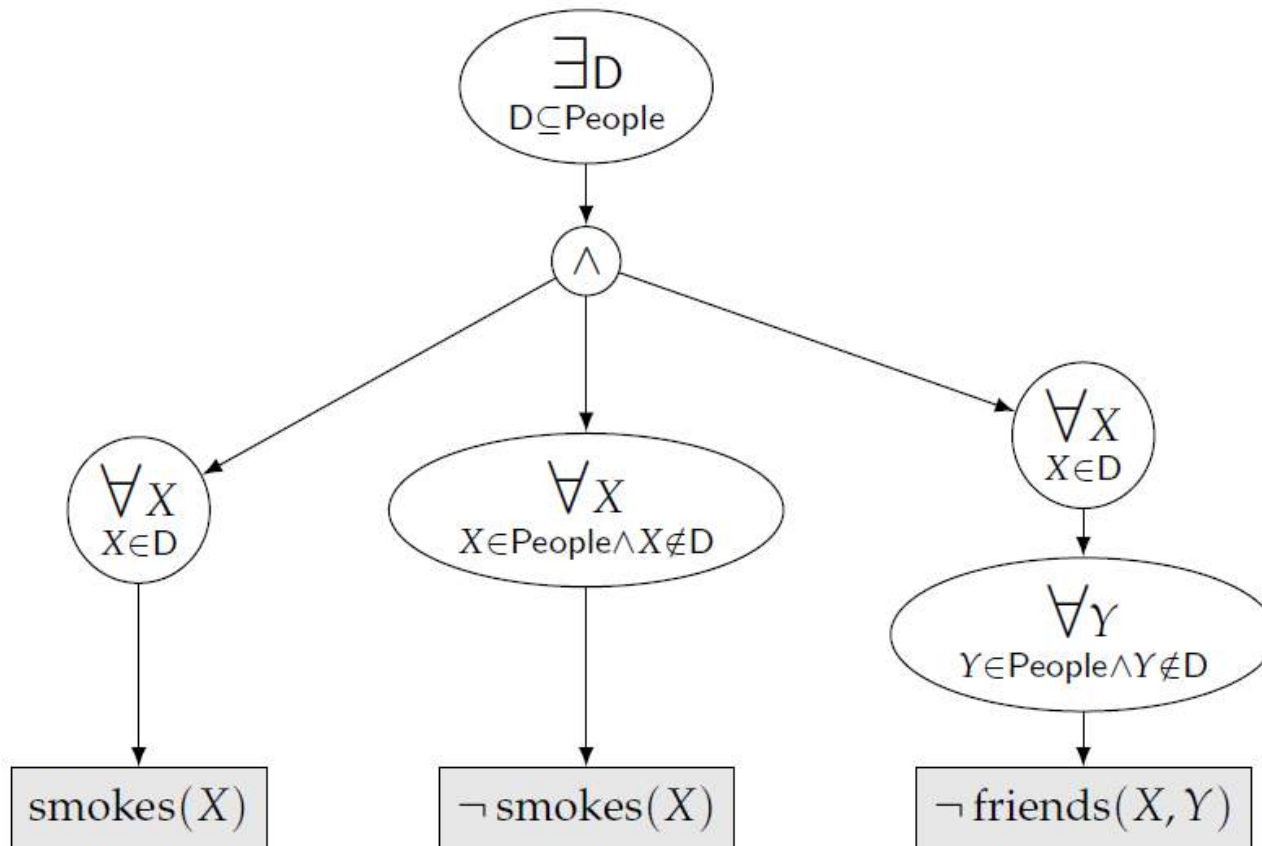 ∃D
D⊆People
∧
∀X
X∈D
∀X
X∈People∧X∉D
∀X
X∈D
∀Y
Y∈People∧Y∉D
smokes(X)
¬ smokes(X)
¬ friends(X, Y)